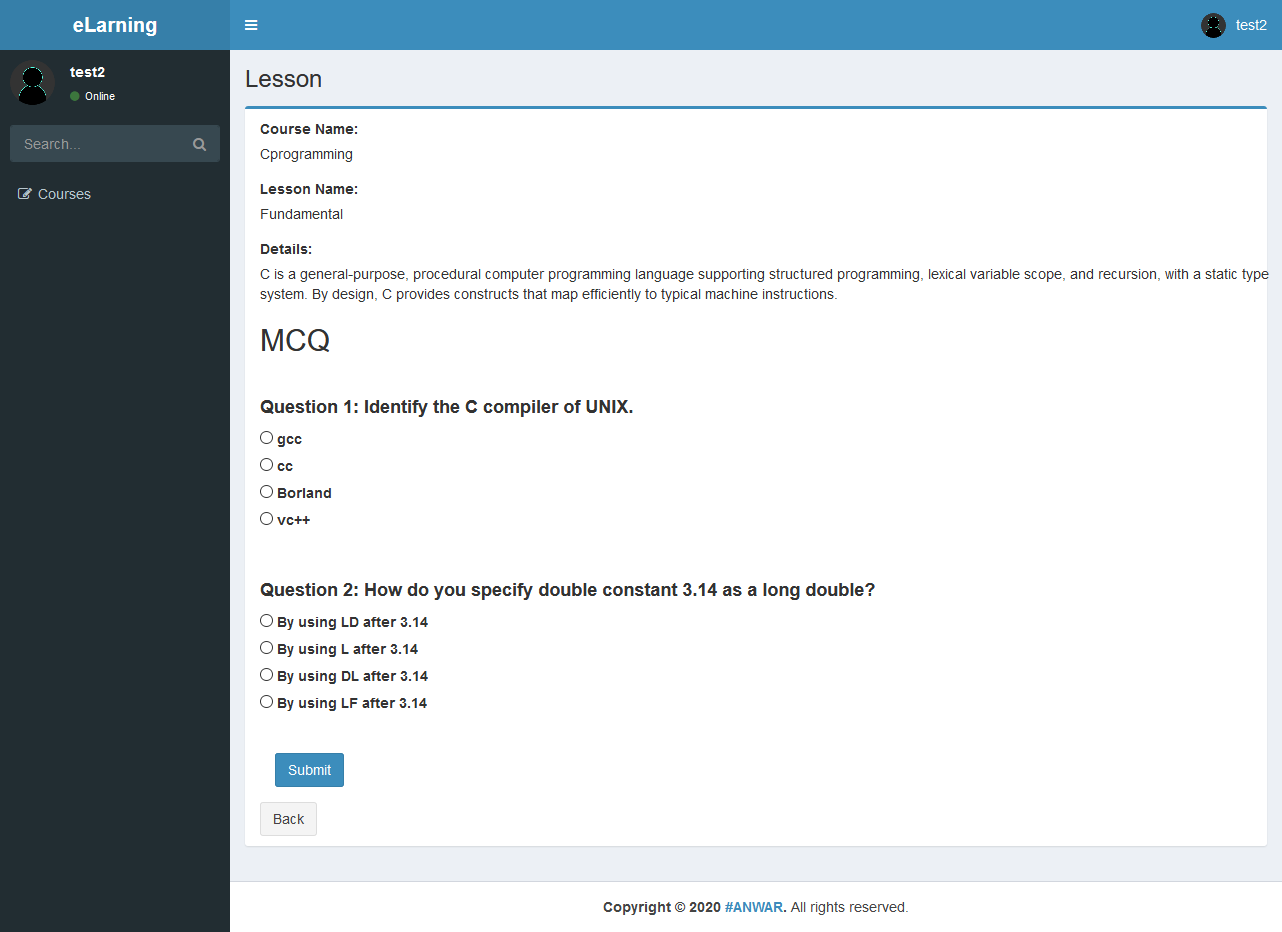 eLarning
test2
test2
Online
Search...
Courses
Lesson
Course Name:
Cprogramming
Lesson Name:
Fundamental
Details:
C is a general-purpose, procedural computer programming language supporting structured programming, lexical variable scope, and recursion, with a static type
system. By design, C provides constructs that map efficiently to typical machine instructions.
MCQ
Question 1: Identify the C compiler of UNIX.
gcc
cc
Borland
vc++
Question 2: How do you specify double constant 3.14 as a long double?
By using LD after 3.14
By using L after 3.14
By using DL after 3.14
By using LF after 3.14
Submit
Back
Copyright © 2020 #ANWAR. All rights reserved.